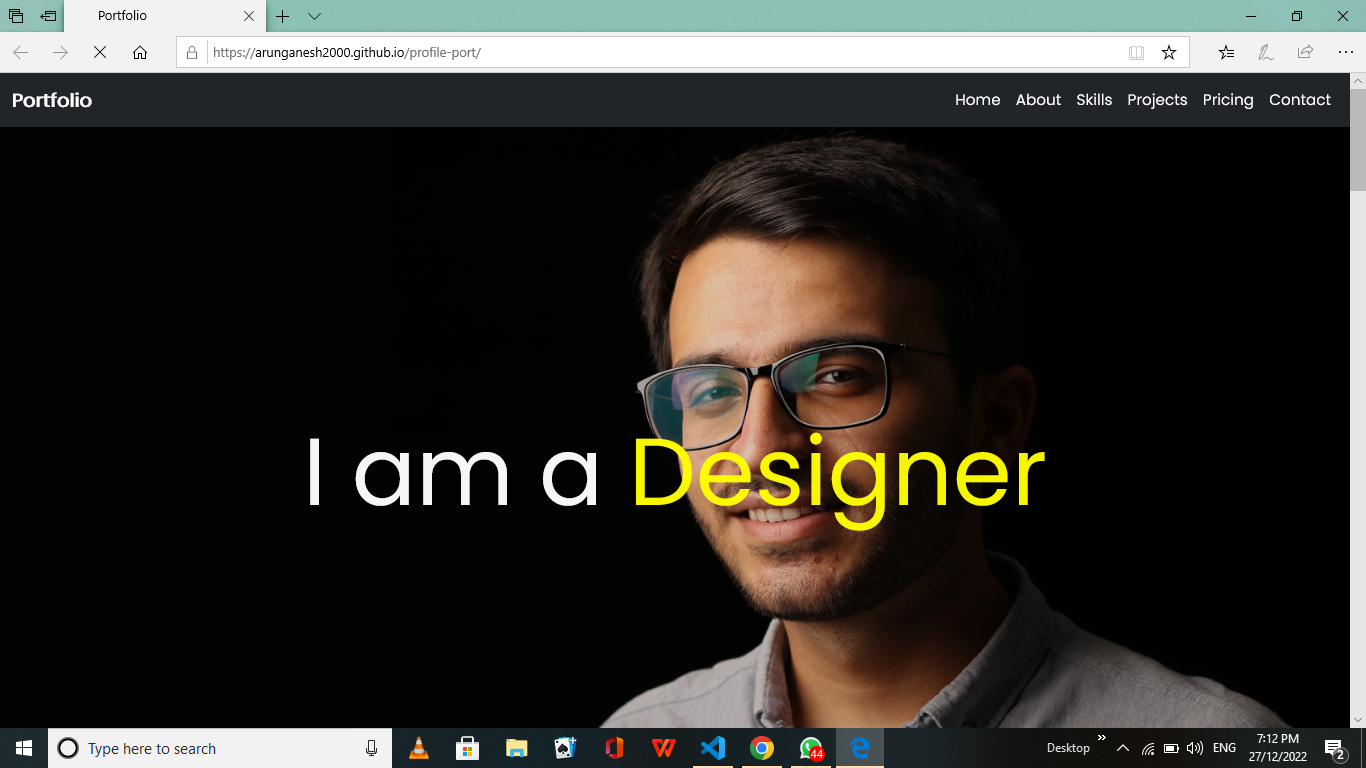 Portfolio
https://arunganesh2000.github.io/profile-port/
Portfolio Home About Skills Projects Pricing Contact
I am a Designer
Type here to search
44
Desktop
ENG
7:12 PM
27/12/2022
2